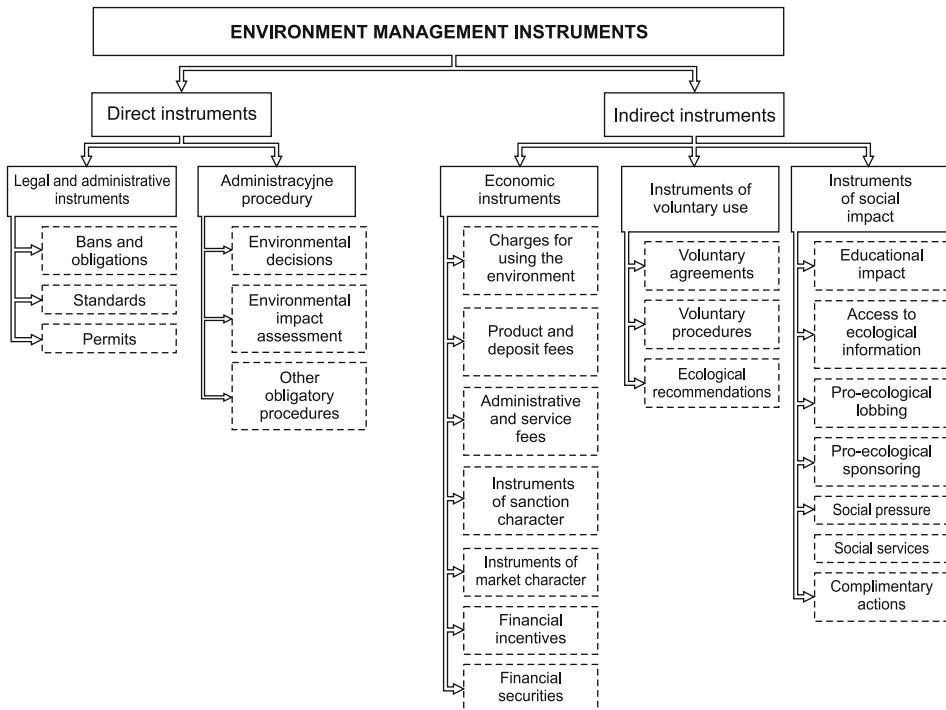 ENVIRONMENT MANAGEMENT INSTRUMENTS
Direct instruments
Indirect instruments
Legal and administrative
instruments
Administracyjne
procedury
Economic
instruments
Instruments of
voluntary use
Instruments
of social
impact
Bans and
obligations
Standards
Permits
Environmental
decisions
Environmental
impact
assessment
Other
obligatory
procedures
Charges for
using the
environment
Product and
deposit fees
Administrative
and service
fees
Instruments
of sanction
character
Instruments of
market character
Financial
incentives
Financial
securities
Voluntary
agreements
Voluntary
procedures
Ecological
recommendations
Educational
impact
Access to
ecological
information
Pro-ecological
lobbing
Pro-ecological
sponsoring
Social pressure
Social services
Complimentary
actions